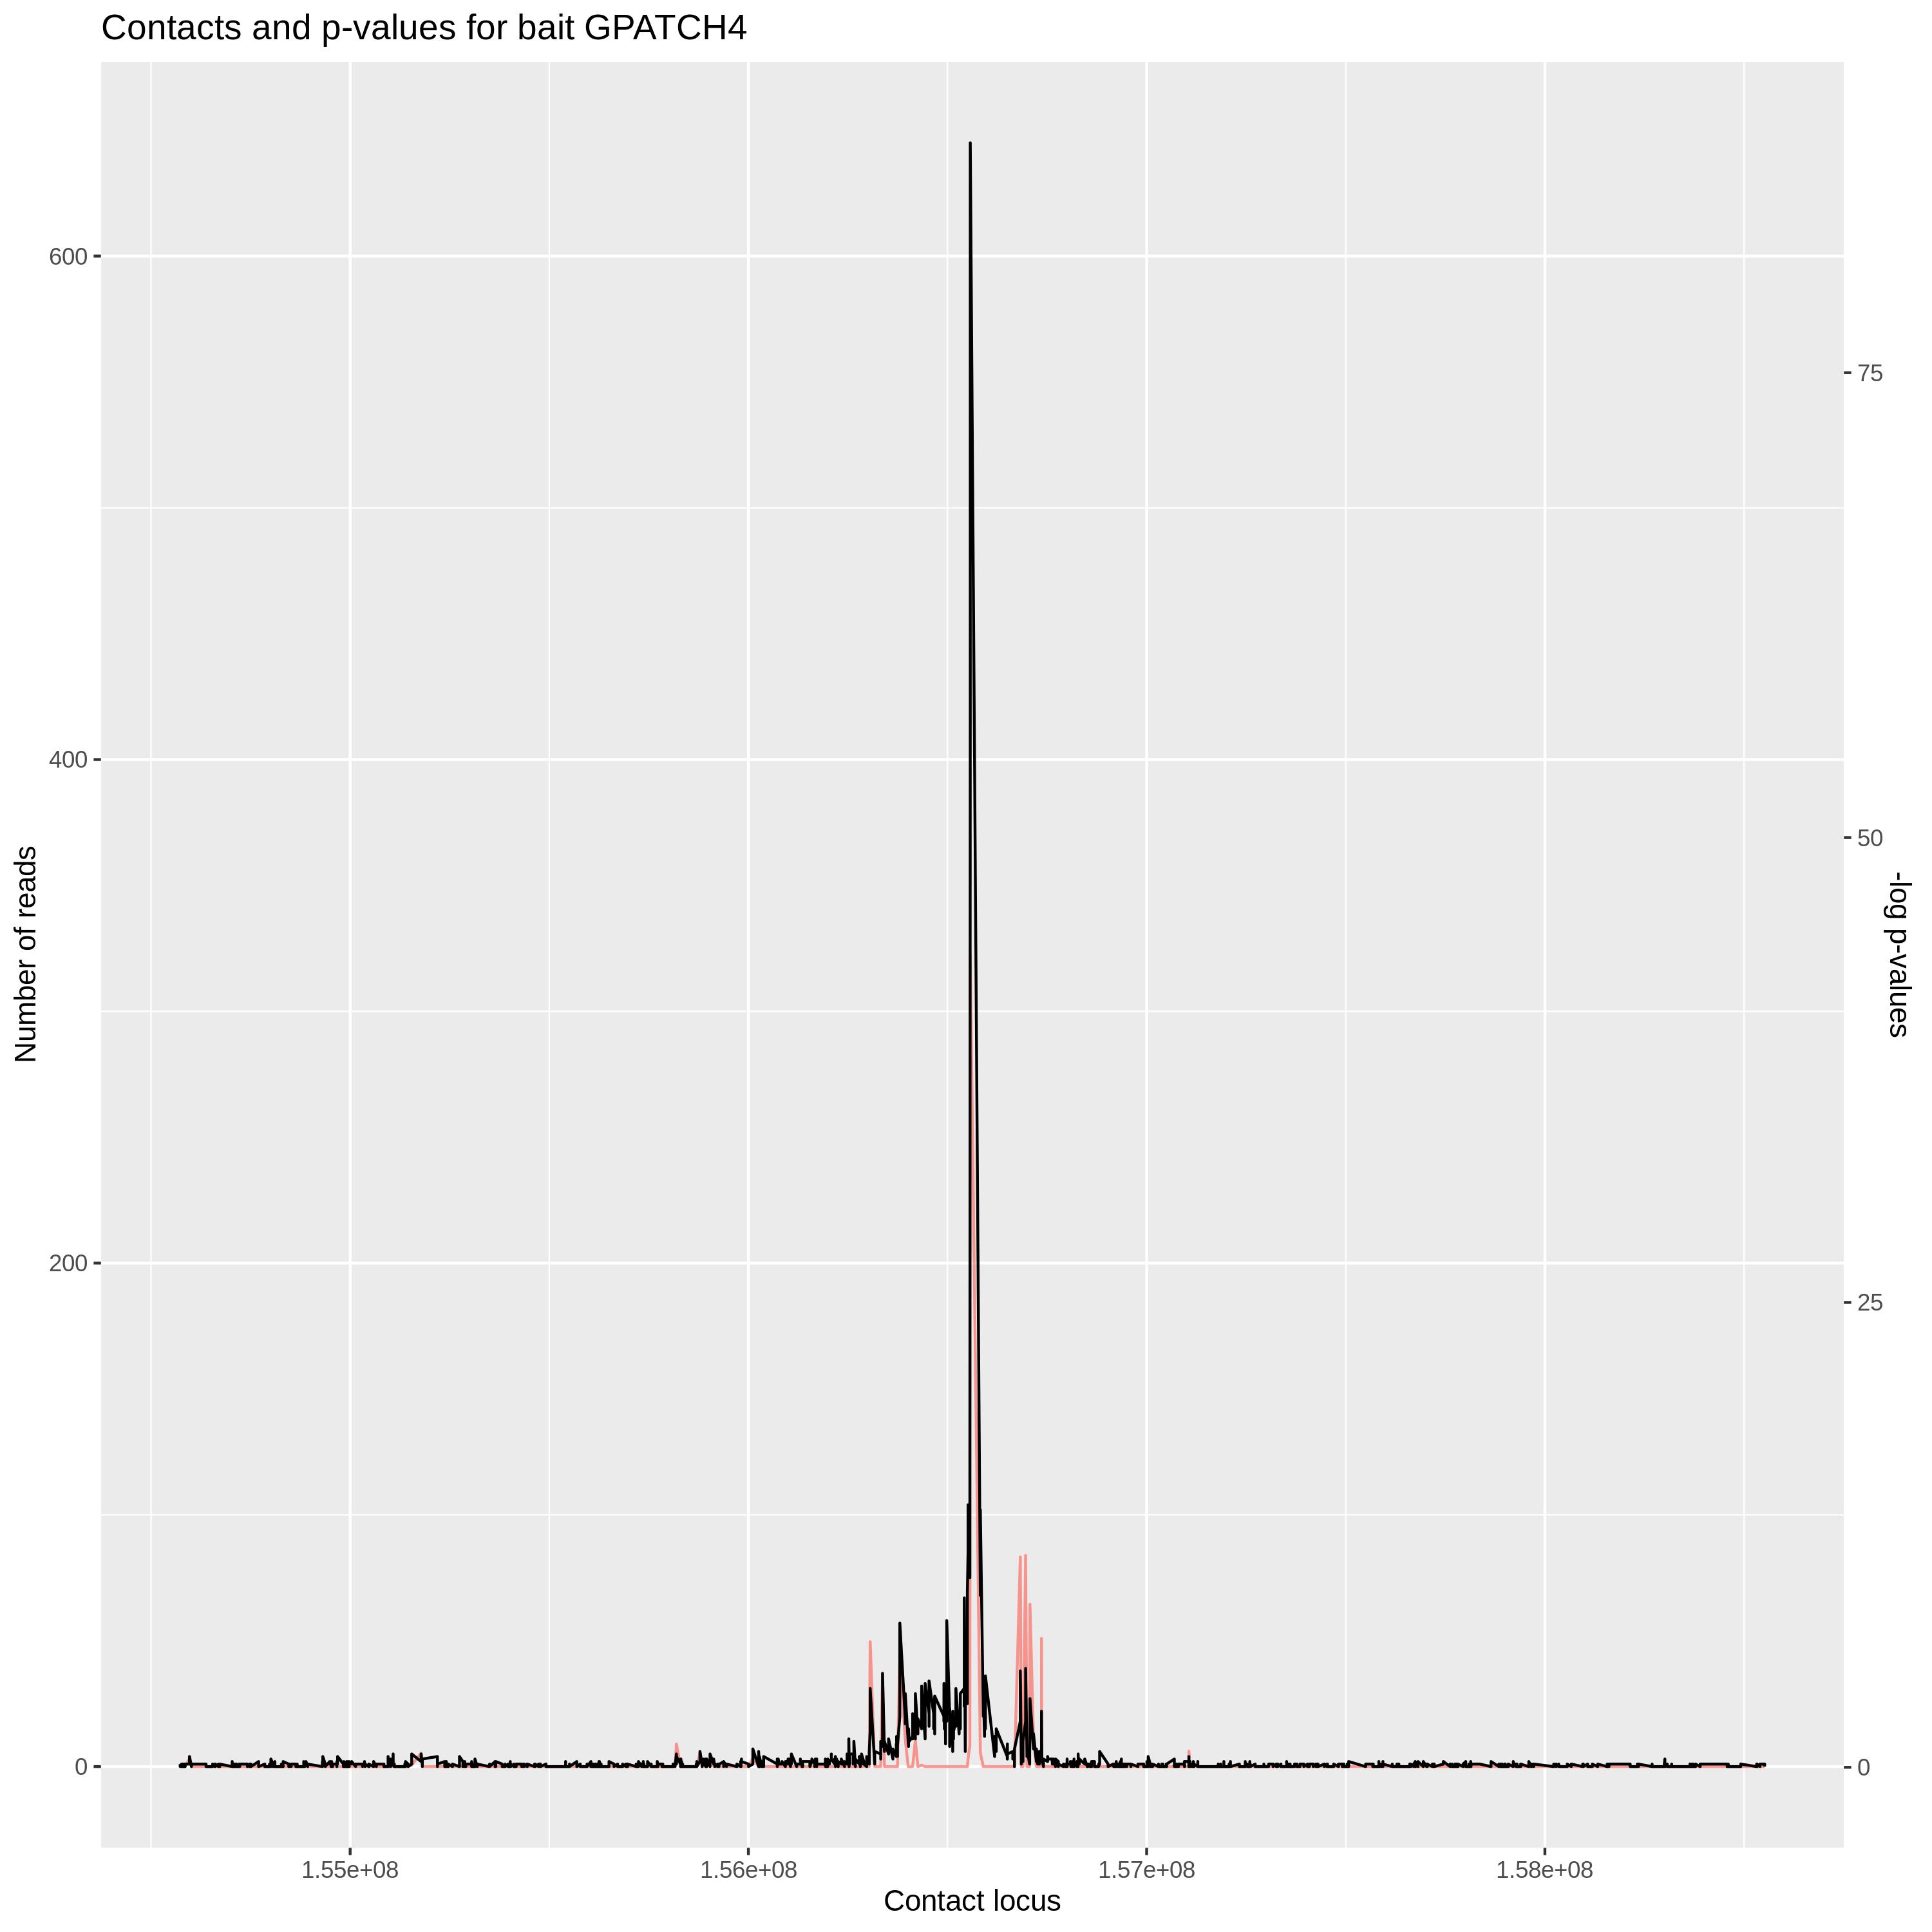 Contacts and p-values for bait GPATCH4
600
400
200
0
75
50
25
0
Number of reads
-log p-values
1.55e+08
1.56e+08
1.57e+08
1.58e+08
Contact locus